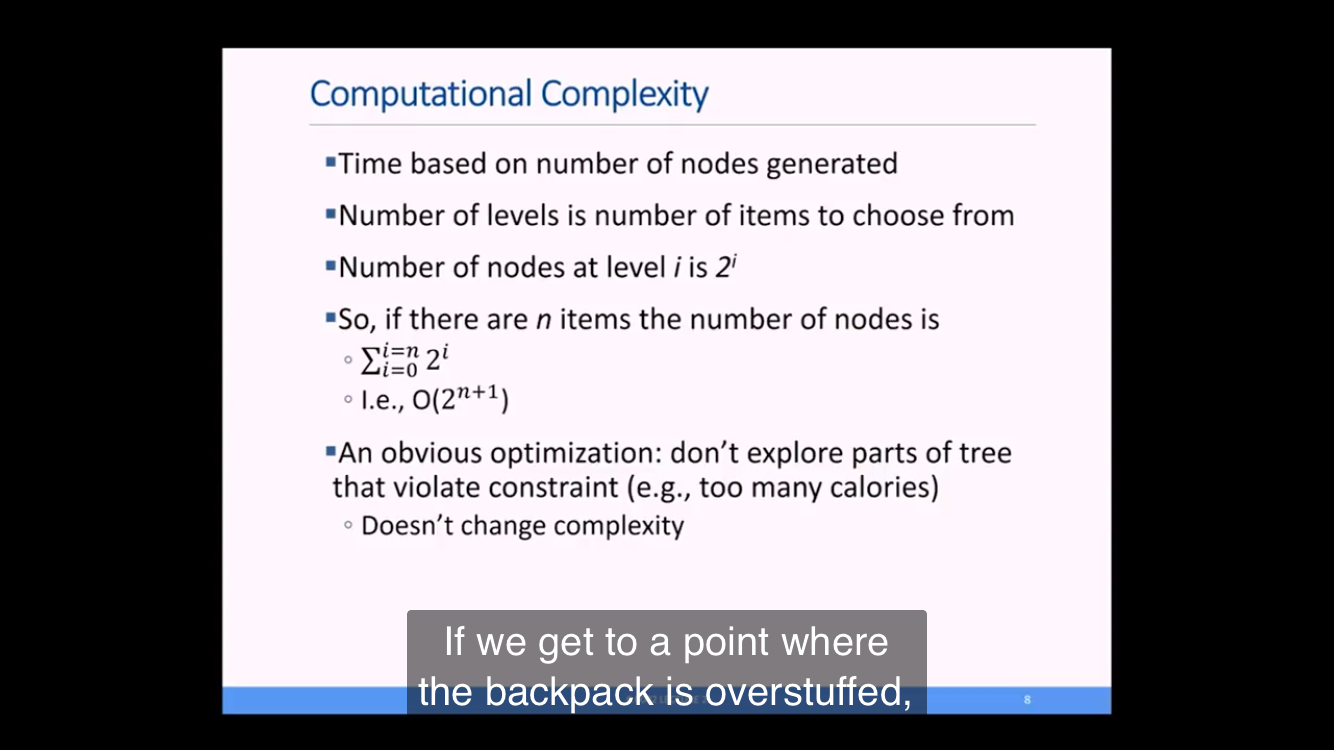 Computational Complexity
▪Time based on number of nodes generated
▪Number of levels is number of items to choose from
▪Number of nodes at level i is 2ⁱ
▪So, if there are n items the number of nodes is
◦ ∑_{i=0}^{i=n} 2^i
◦ I.e., O(2^{n+1})
▪An obvious optimization: don’t explore parts of tree
that violate constraint (e.g., too many calories)
◦ Doesn’t change complexity
If we get to a point where
the backpack is overstuffed,
8